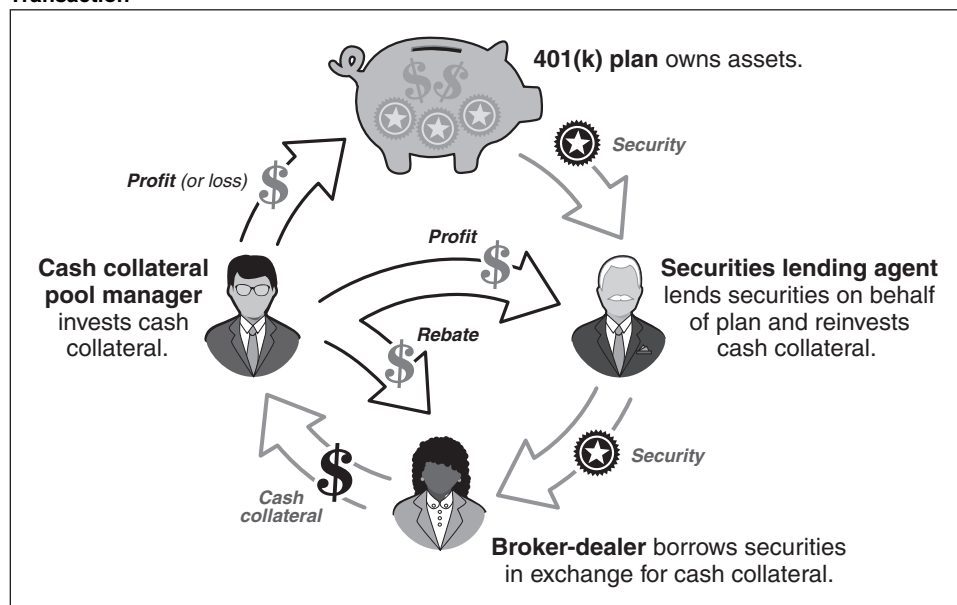 Transaction
401(k) plan owns assets.
Security
Profit (or loss)
Profit
Cash collateral
pool manager
invests cash
collateral.
Securities lending agent
lends securities on behalf
of plan and reinvests
cash collateral.
Rebate
Security
Cash
collateral
Broker-dealer borrows securities
in exchange for cash collateral.